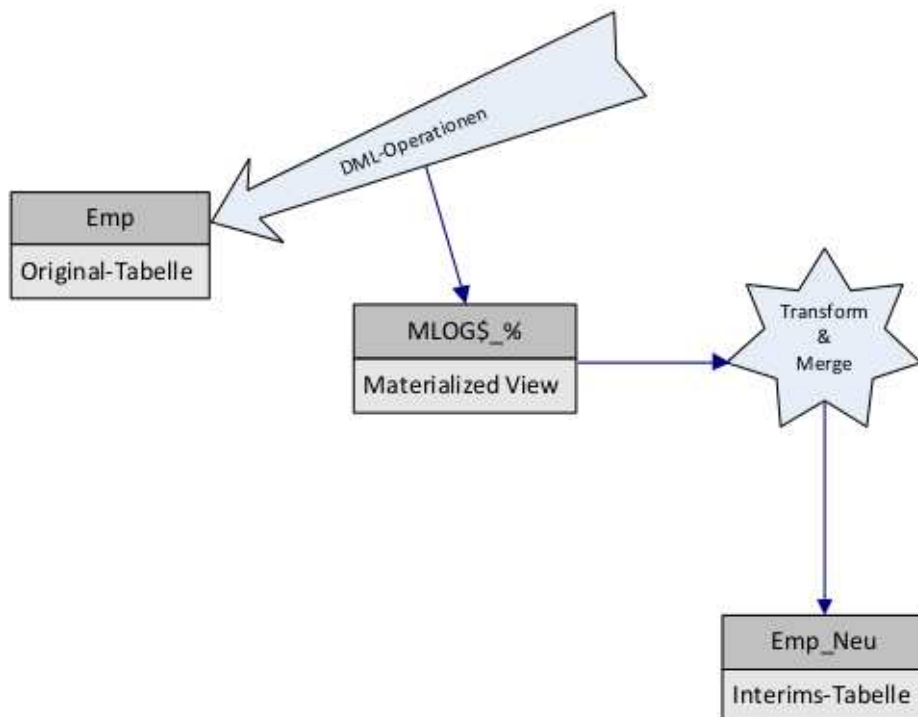 DML-Operationen
Emp
Original-Tabelle
MLOG$_%
Materialized View
Transform
&
Merge
Emp_Neu
Interims-Tabelle